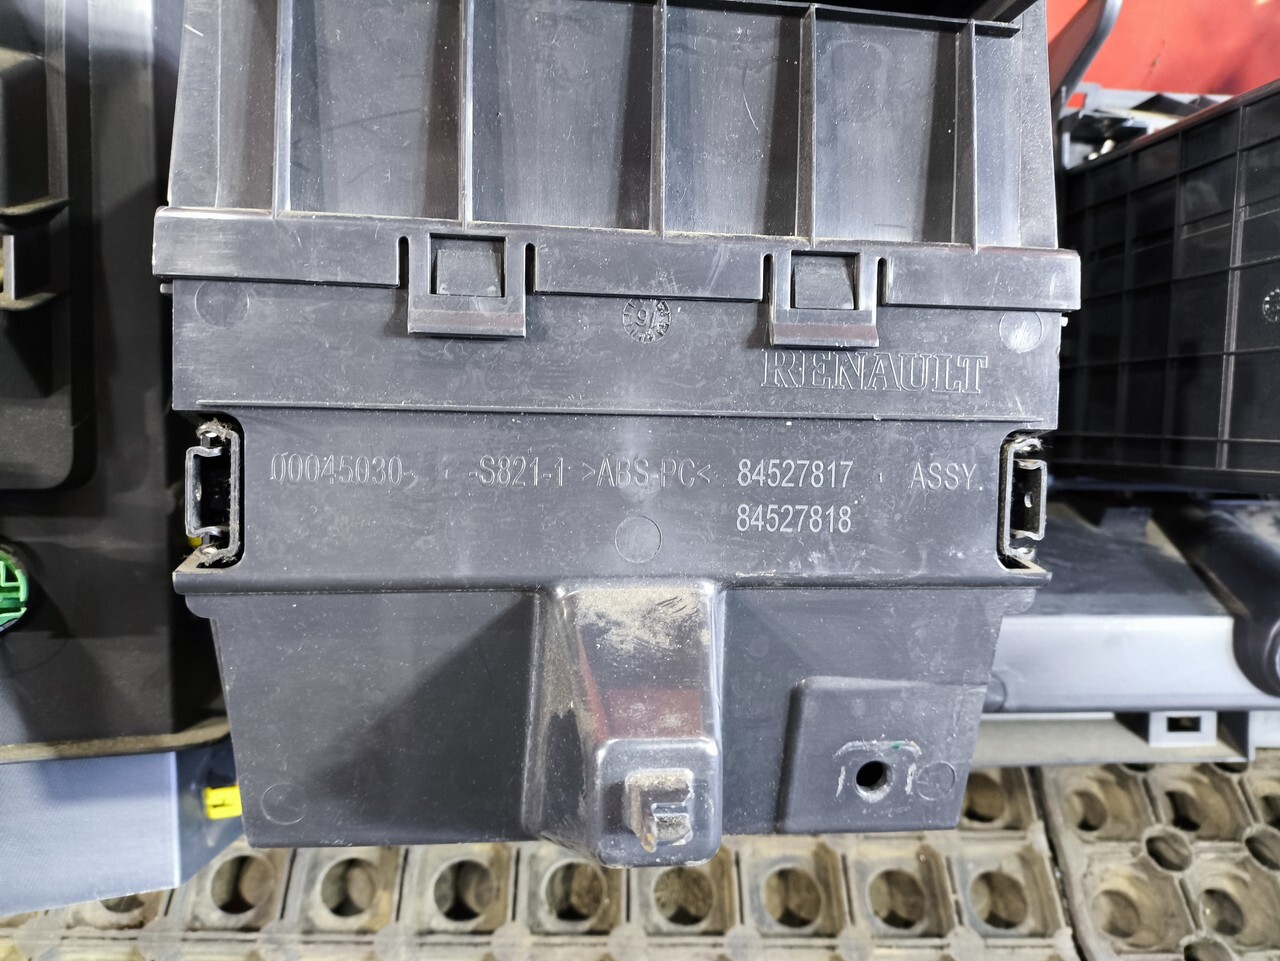 RENAULT
00045030- -S821-1 >ABS-PC< 84527817 ASSY.
84527818